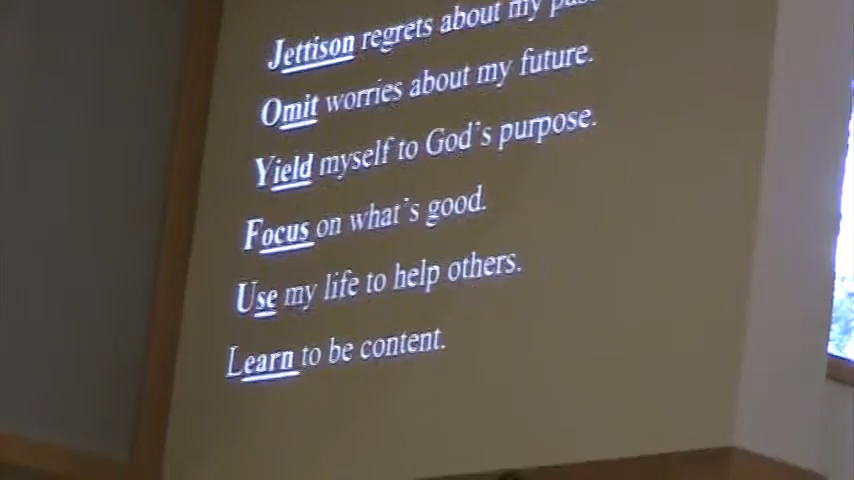 Jettison regrets about my
Omit worries about my future.
Yield myself to God's purpose.
Focus on what's good.
Use my life to help others.
Learn to be content.